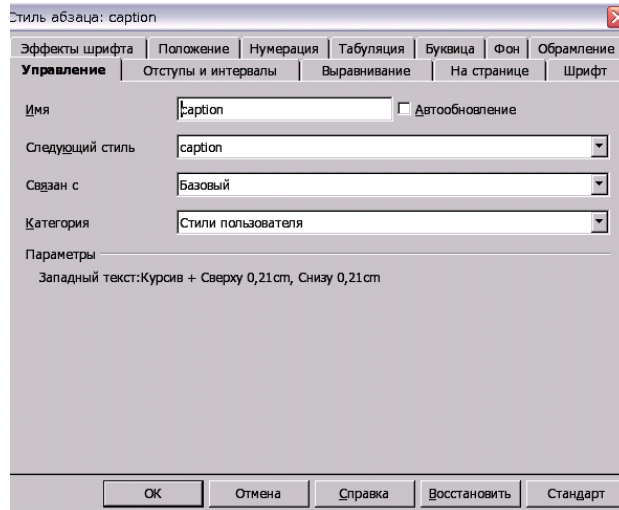 Стиль абзаца: caption
Эффекты шрифта Положение Нумерация Табуляция Буквица Фон Обрамление
Управление Отступы и интервалы Выравнивание На странице Шрифт
Имя caption Автообновление
Следующий стиль caption
Связан с Базовый
Категория Стили пользователя
Параметры
Западный текст:Курсив + Сверху 0,21cm, Снизу 0,21cm
OK Отмена Справка Восстановить Стандарт